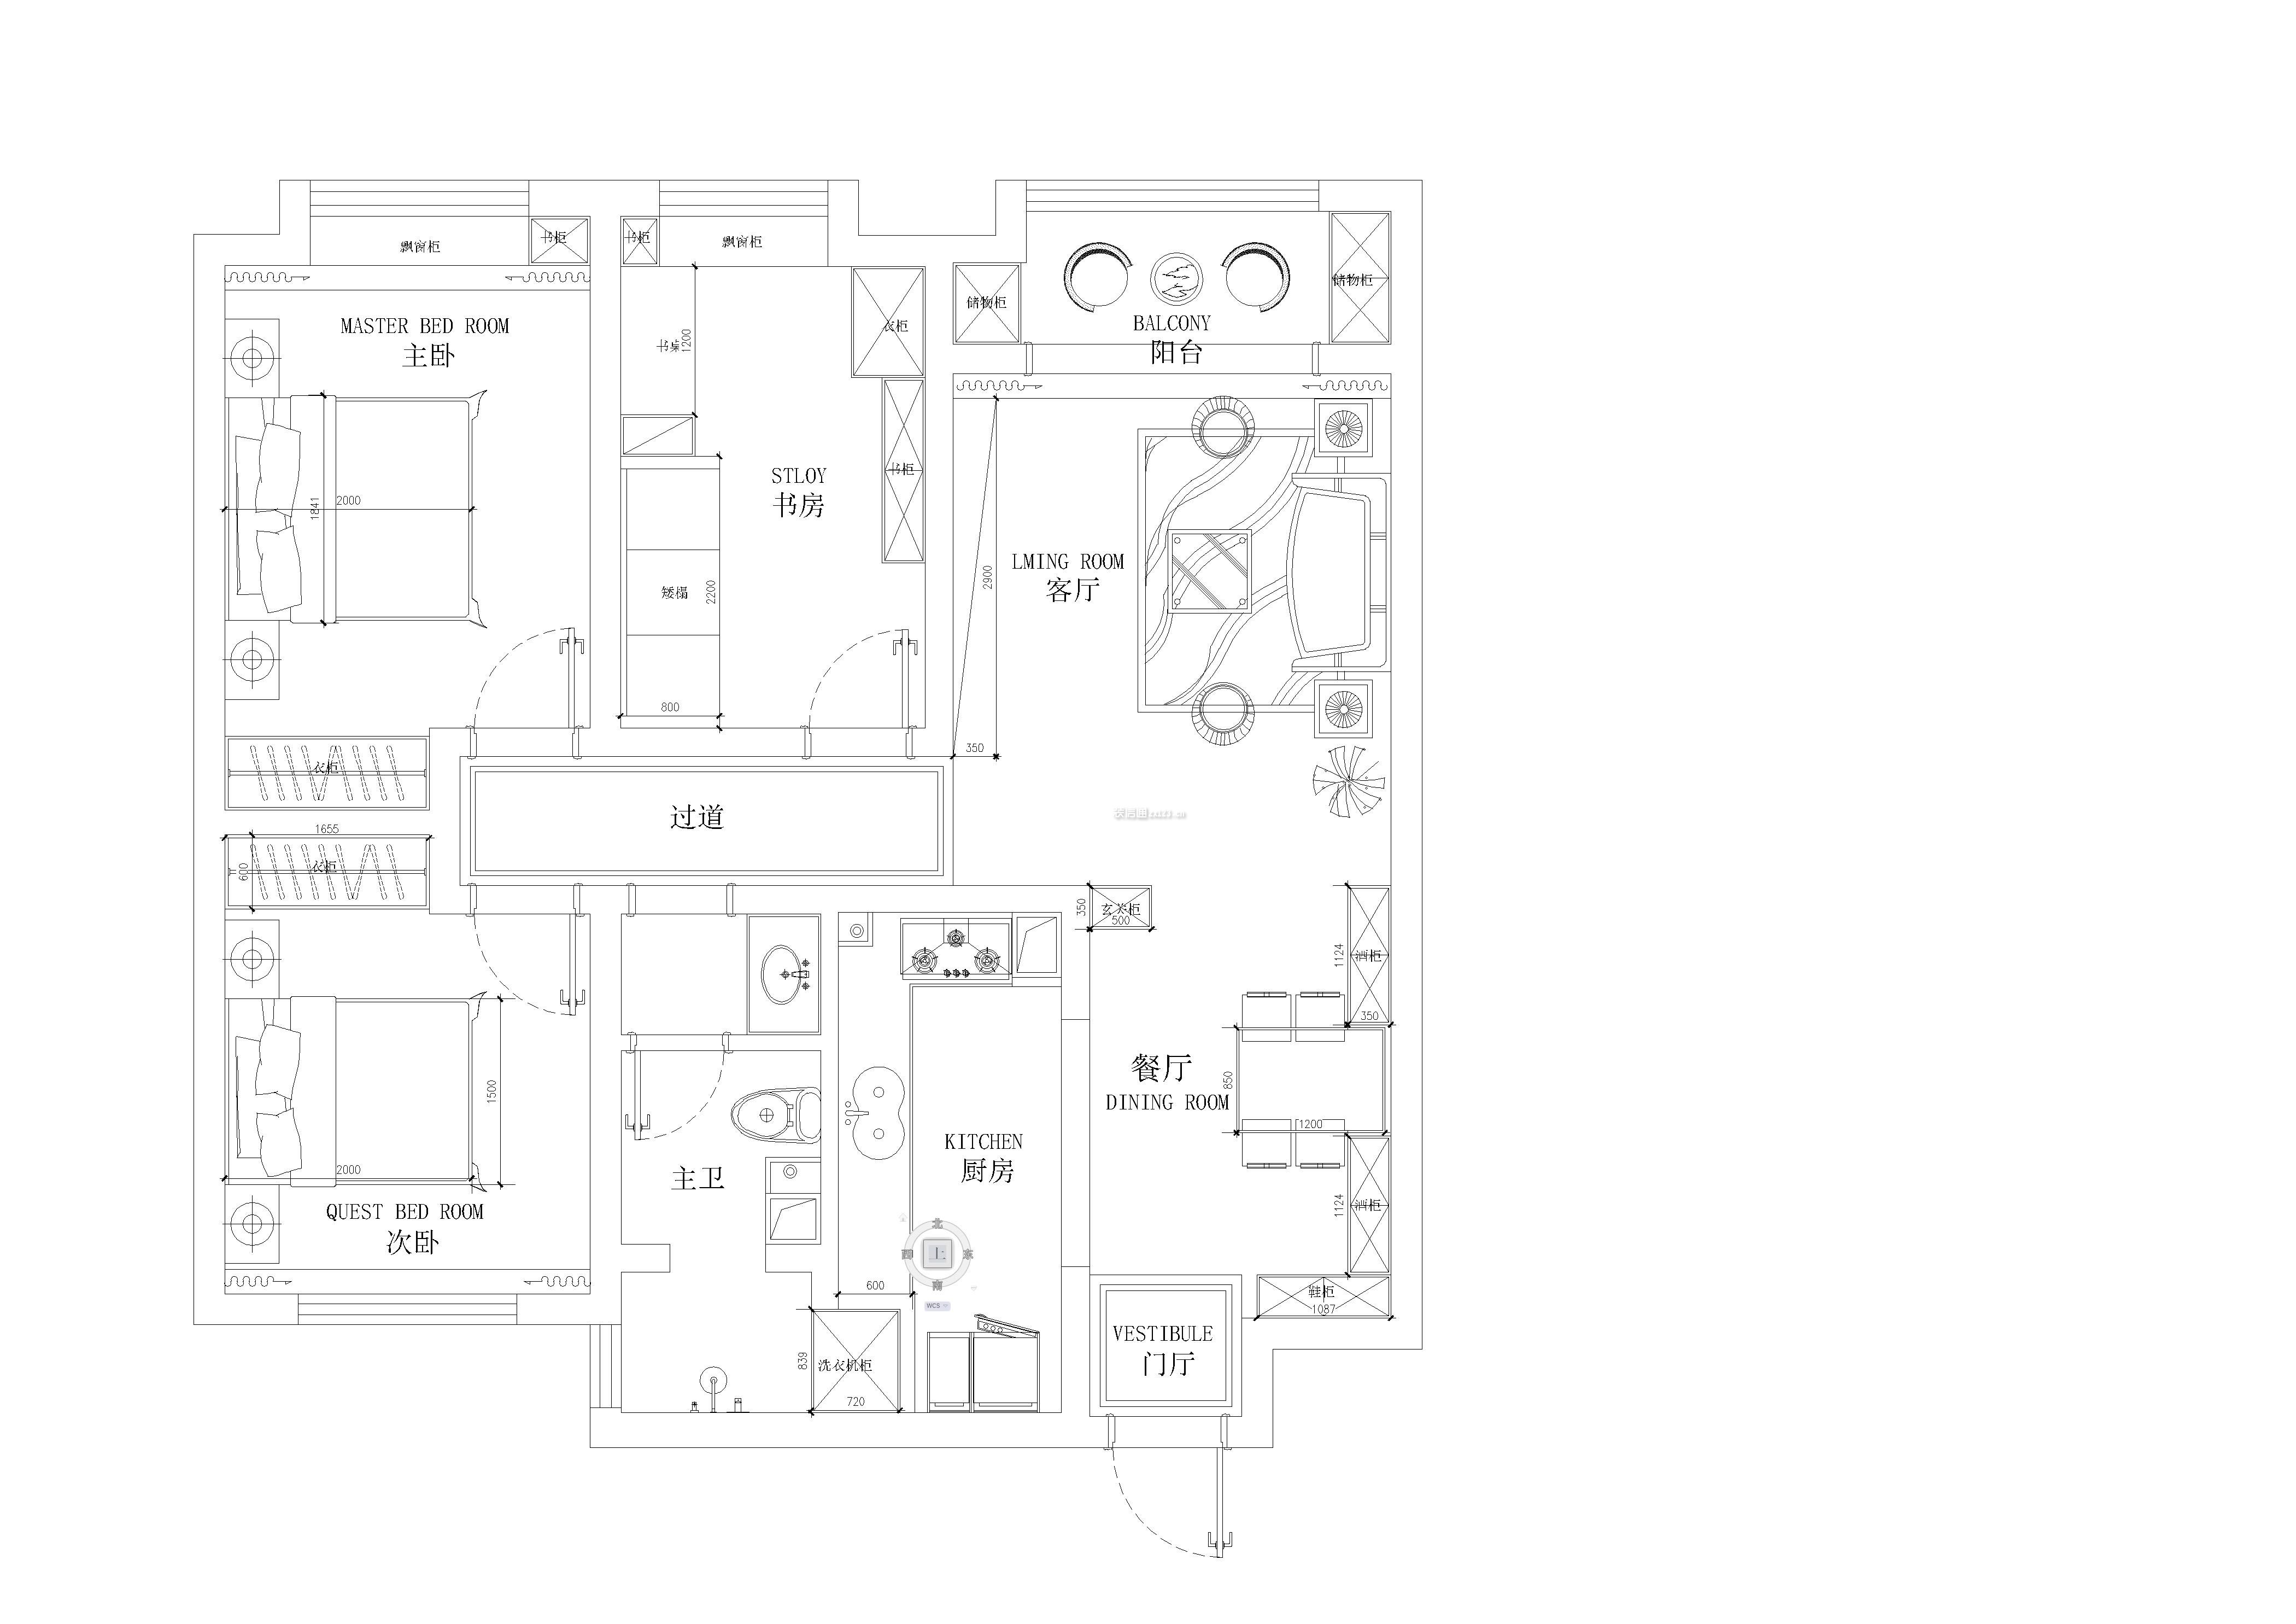 飘窗柜
书柜
书柜
飘窗柜
储物柜
储物柜
MASTER BED ROOM
主卧
书桌
1200
衣柜
BALCONY
阳台
2000
1841
STLOY
书房
书柜
LMING ROOM
客厅
2900
矮榻
2200
800
350
衣柜
过道
zx123.cn
1655
衣柜
600
350
玄关柜
500
1124
酒柜
350
餐厅
DINING ROOM
850
1200
1500
2000
QUEST BED ROOM
次卧
主卫
KITCHEN
厨房
1124
酒柜
北
西
上
东
南
WCS
600
鞋柜
1087
VESTIBULE
门厅
839
洗衣机柜
720